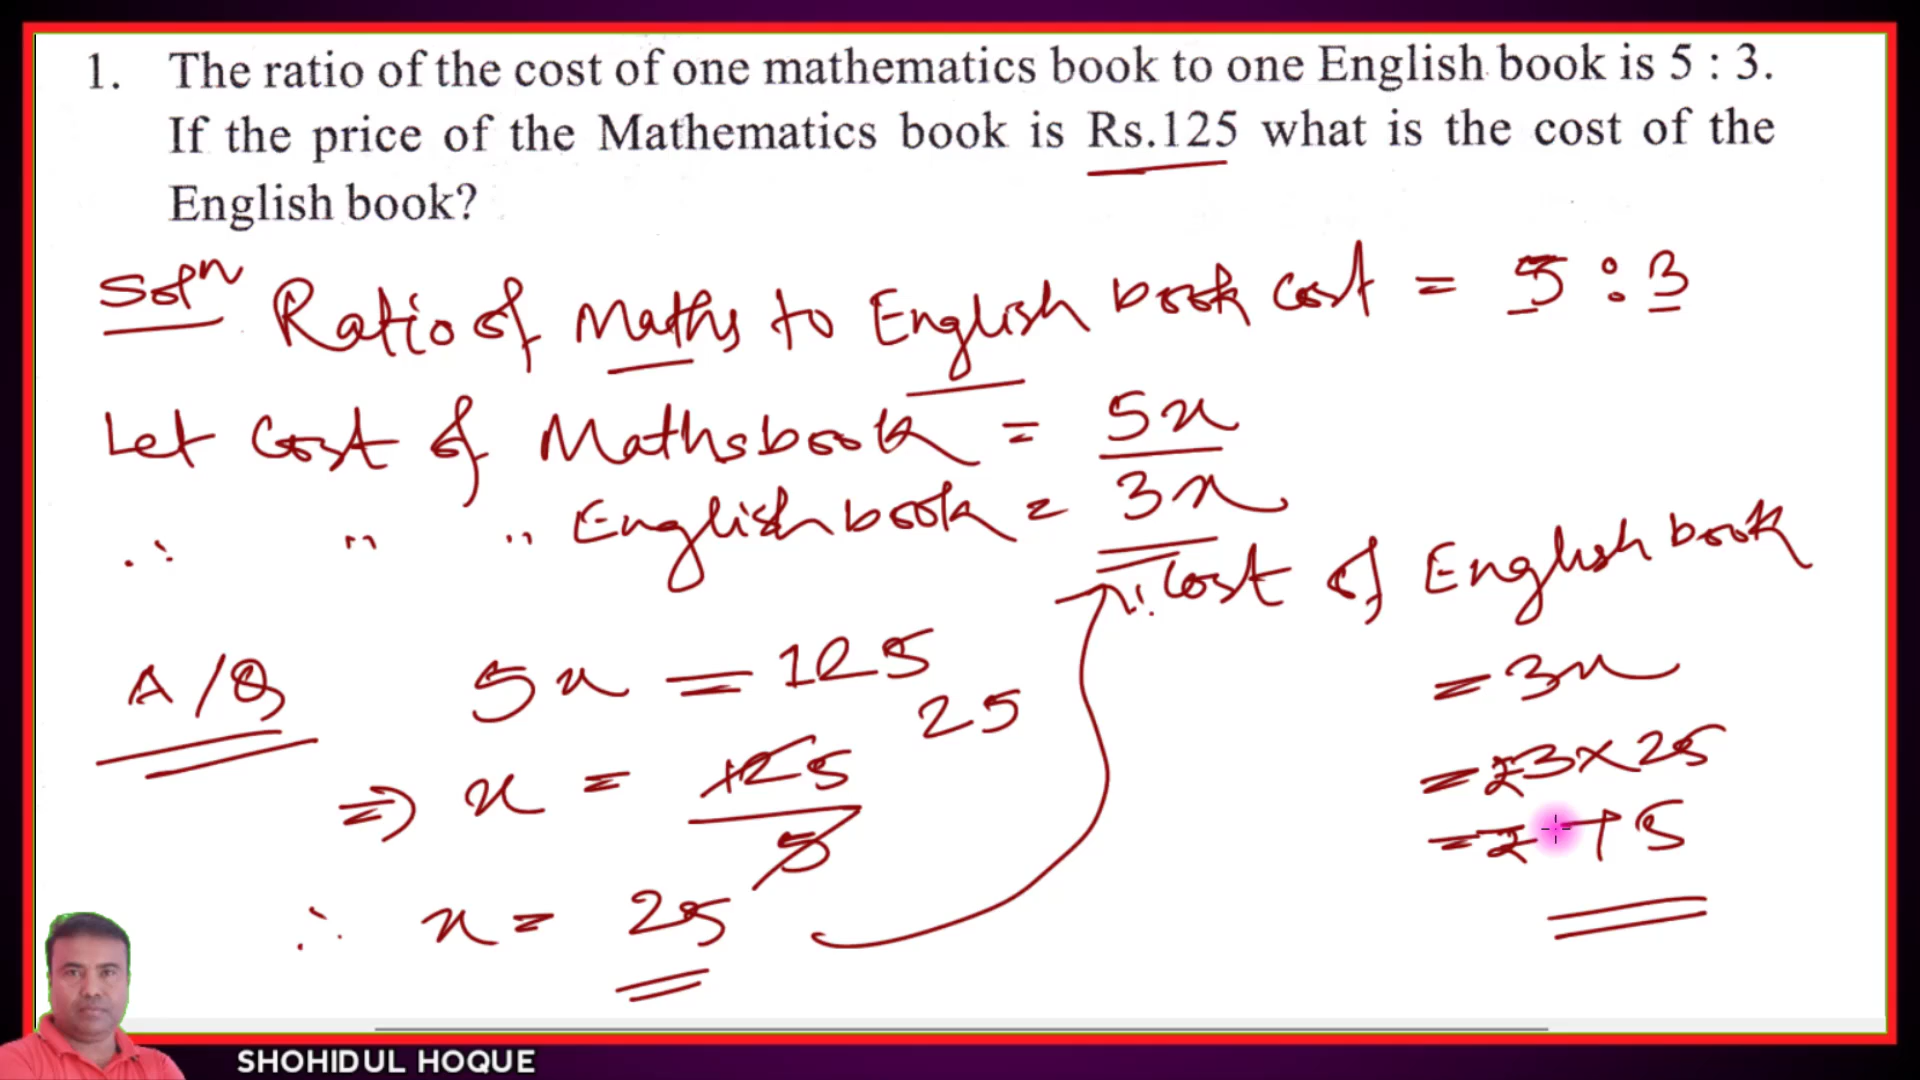 1. The ratio of the cost of one mathematics book to one English book is 5 : 3.
If the price of the Mathematics book is Rs.125 what is the cost of the
English book?
Solⁿ Ratio of Maths to English book cost = 5 : 3
Let Cost of Maths book = 5x
∴ " " English book = 3x
∴ Cost of English book
A/Q 5x = 125
= 3x
25
⇒ x = 125/5
= ₹ 3×25
= ₹ 75
∴ x = 25
SHOHIDUL HOQUE